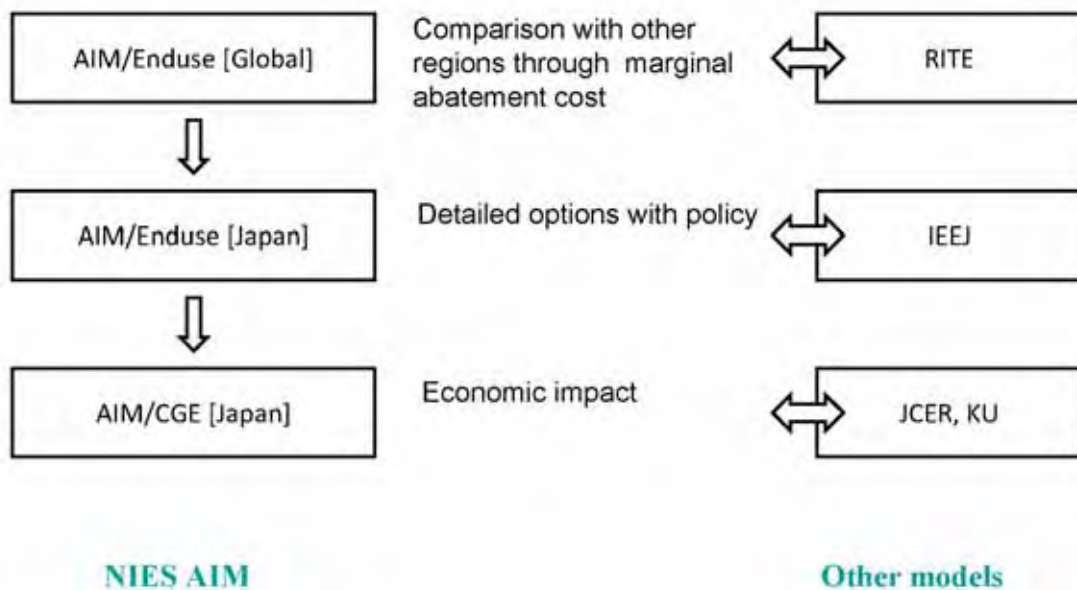 AIM/Enduse [Global]
Comparison with other
regions through marginal
abatement cost
RITE
AIM/Enduse [Japan]
Detailed options with policy
IEEJ
AIM/CGE [Japan]
Economic impact
JCER, KU
NIES AIM
Other models